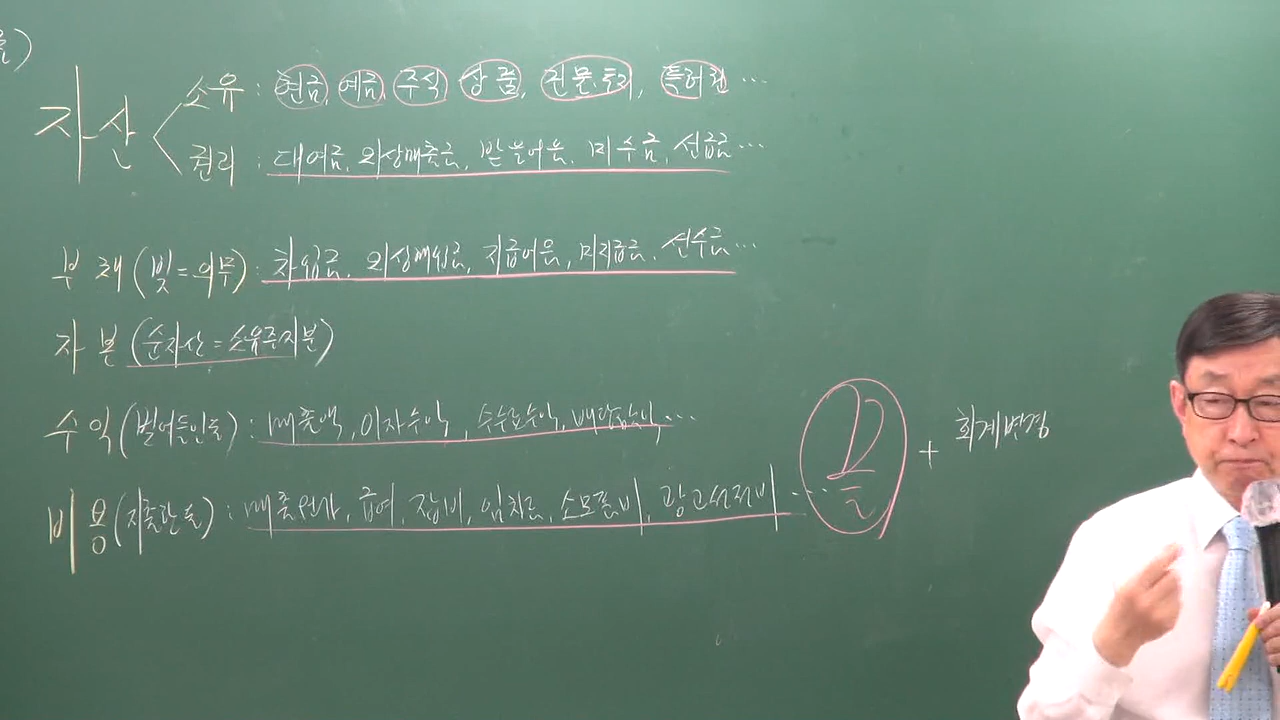 자산
소유 : 현금, 예금, 주식, 상품, 건물·토지, 특허권 …
권리 : 대여금, 외상매출금, 받을어음, 미수금, 선급금 …
부채 (빚 = 의무) : 차입금, 외상매입금, 지급어음, 미지급금, 선수금 …
자본 (순자산 = 소유주지분)
수익 (벌어들인돈) : 매출액, 이자수익, 수수료수익, 배당금수익, …
비용 (지출한돈) : 매출원가, 급여, 잡비, 임차료, 소모품비, 광고선전비 …
+ 회계변경